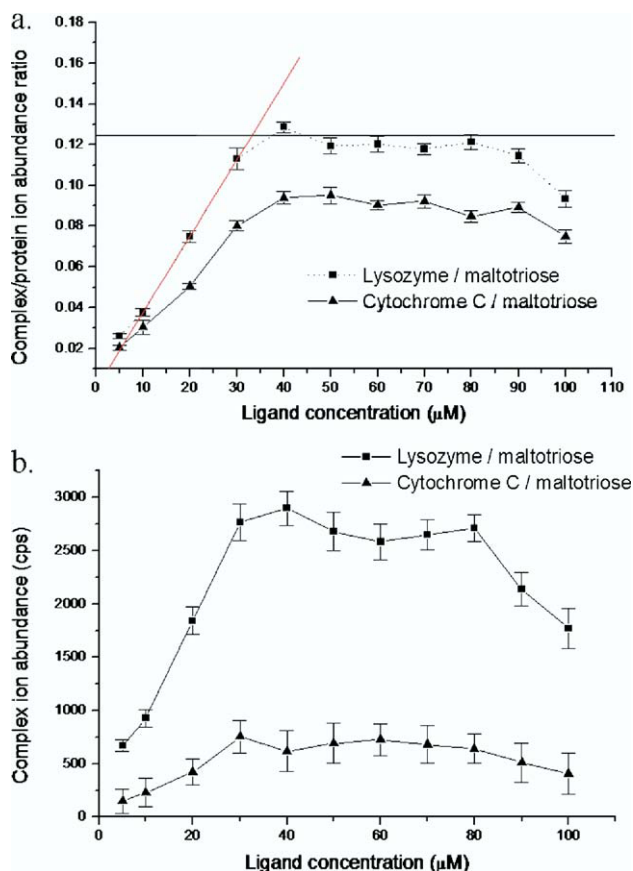 a.
0.18
0.16
0.14
0.12
0.10
0.08
0.06
0.04
0.02
Complex/protein ion abundance ratio
Lysozyme / maltotriose
Cytochrome C / maltotriose
0 10 20 30 40 50 60 70 80 90 100 110
Ligand concentration (μM)
b.
Lysozyme / maltotriose
Cytochrome C / maltotriose
3000
2500
2000
1500
1000
500
0
Complex ion abundance (cps)
0 20 40 60 80 100
Ligand concentration (μM)